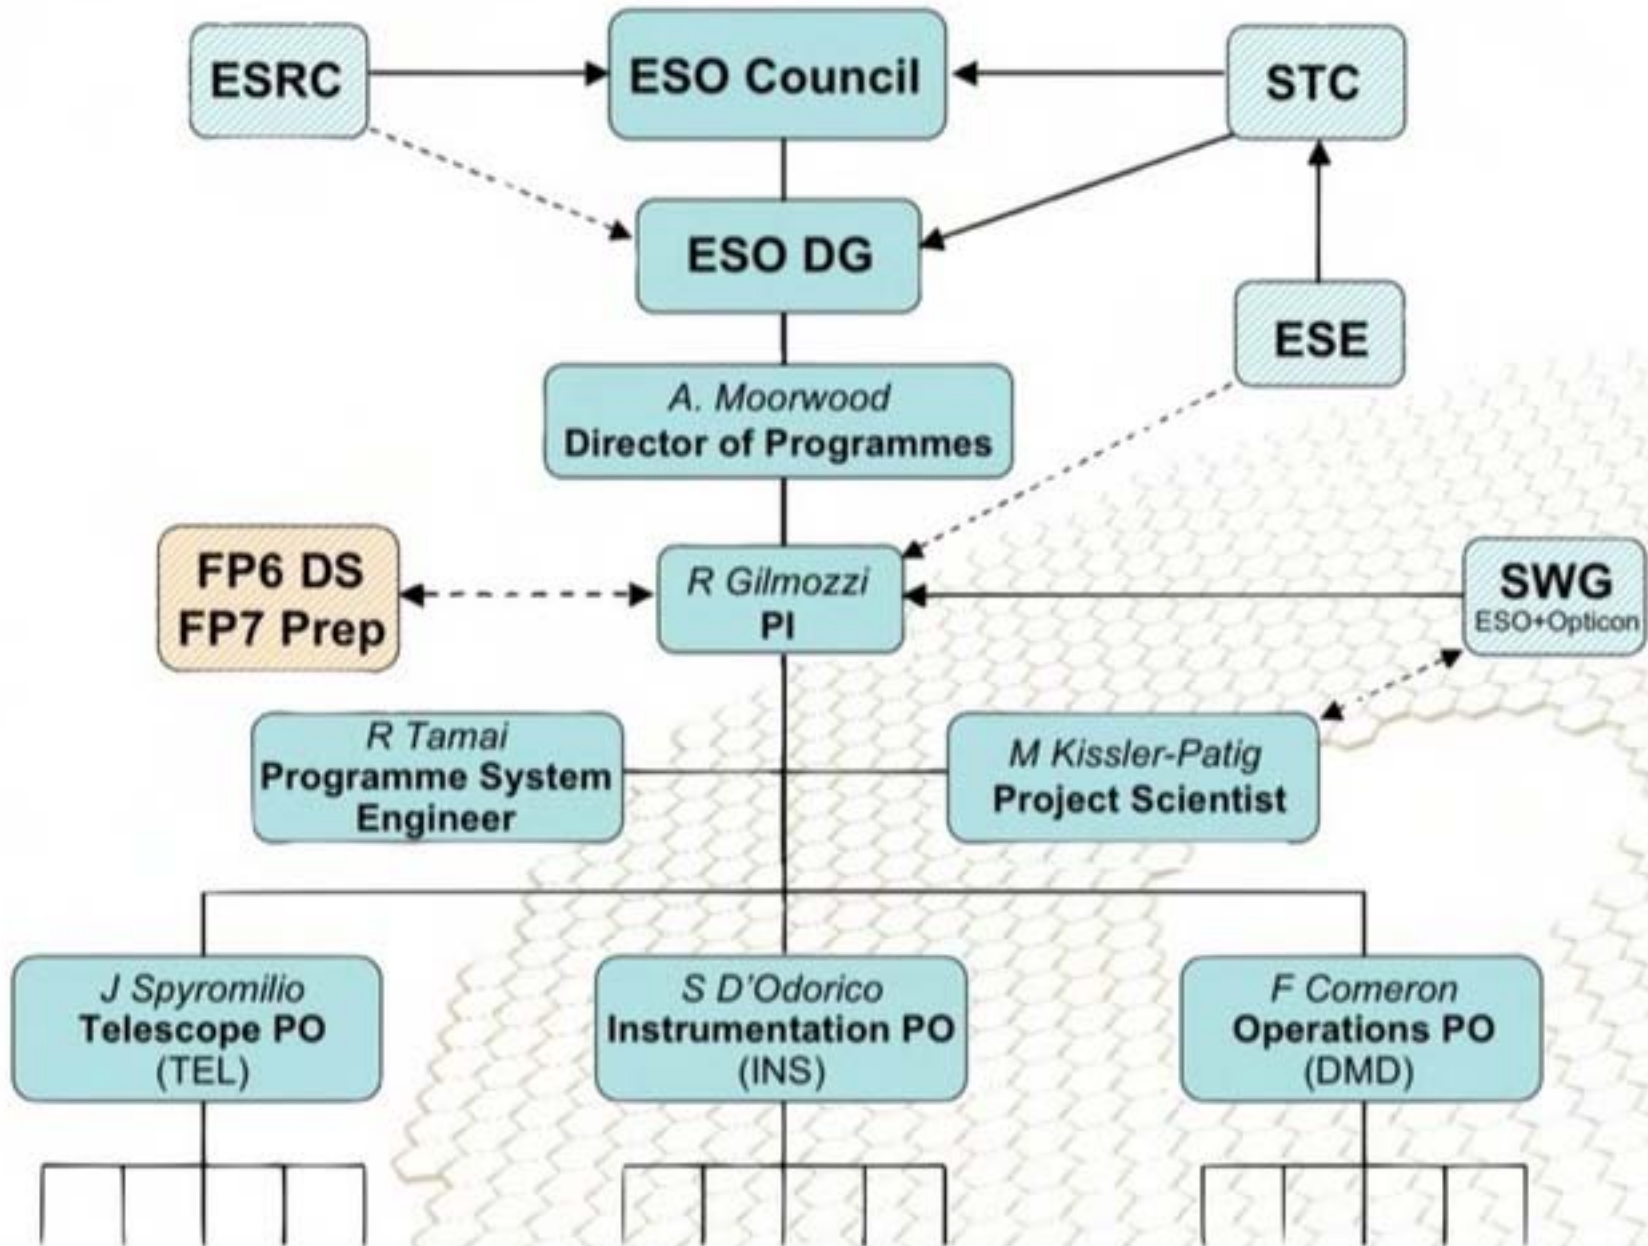 ESRC
ESO Council
STC
ESO DG
ESE
A. Moorwood
Director of Programmes
FP6 DS
FP7 Prep
R Gilmozzi
PI
SWG
ESO+Opticon
R Tamai
Programme System
Engineer
M Kissler-Patig
Project Scientist
J Spyromilio
Telescope PO
(TEL)
S D'Odorico
Instrumentation PO
(INS)
F Comeron
Operations PO
(DMD)